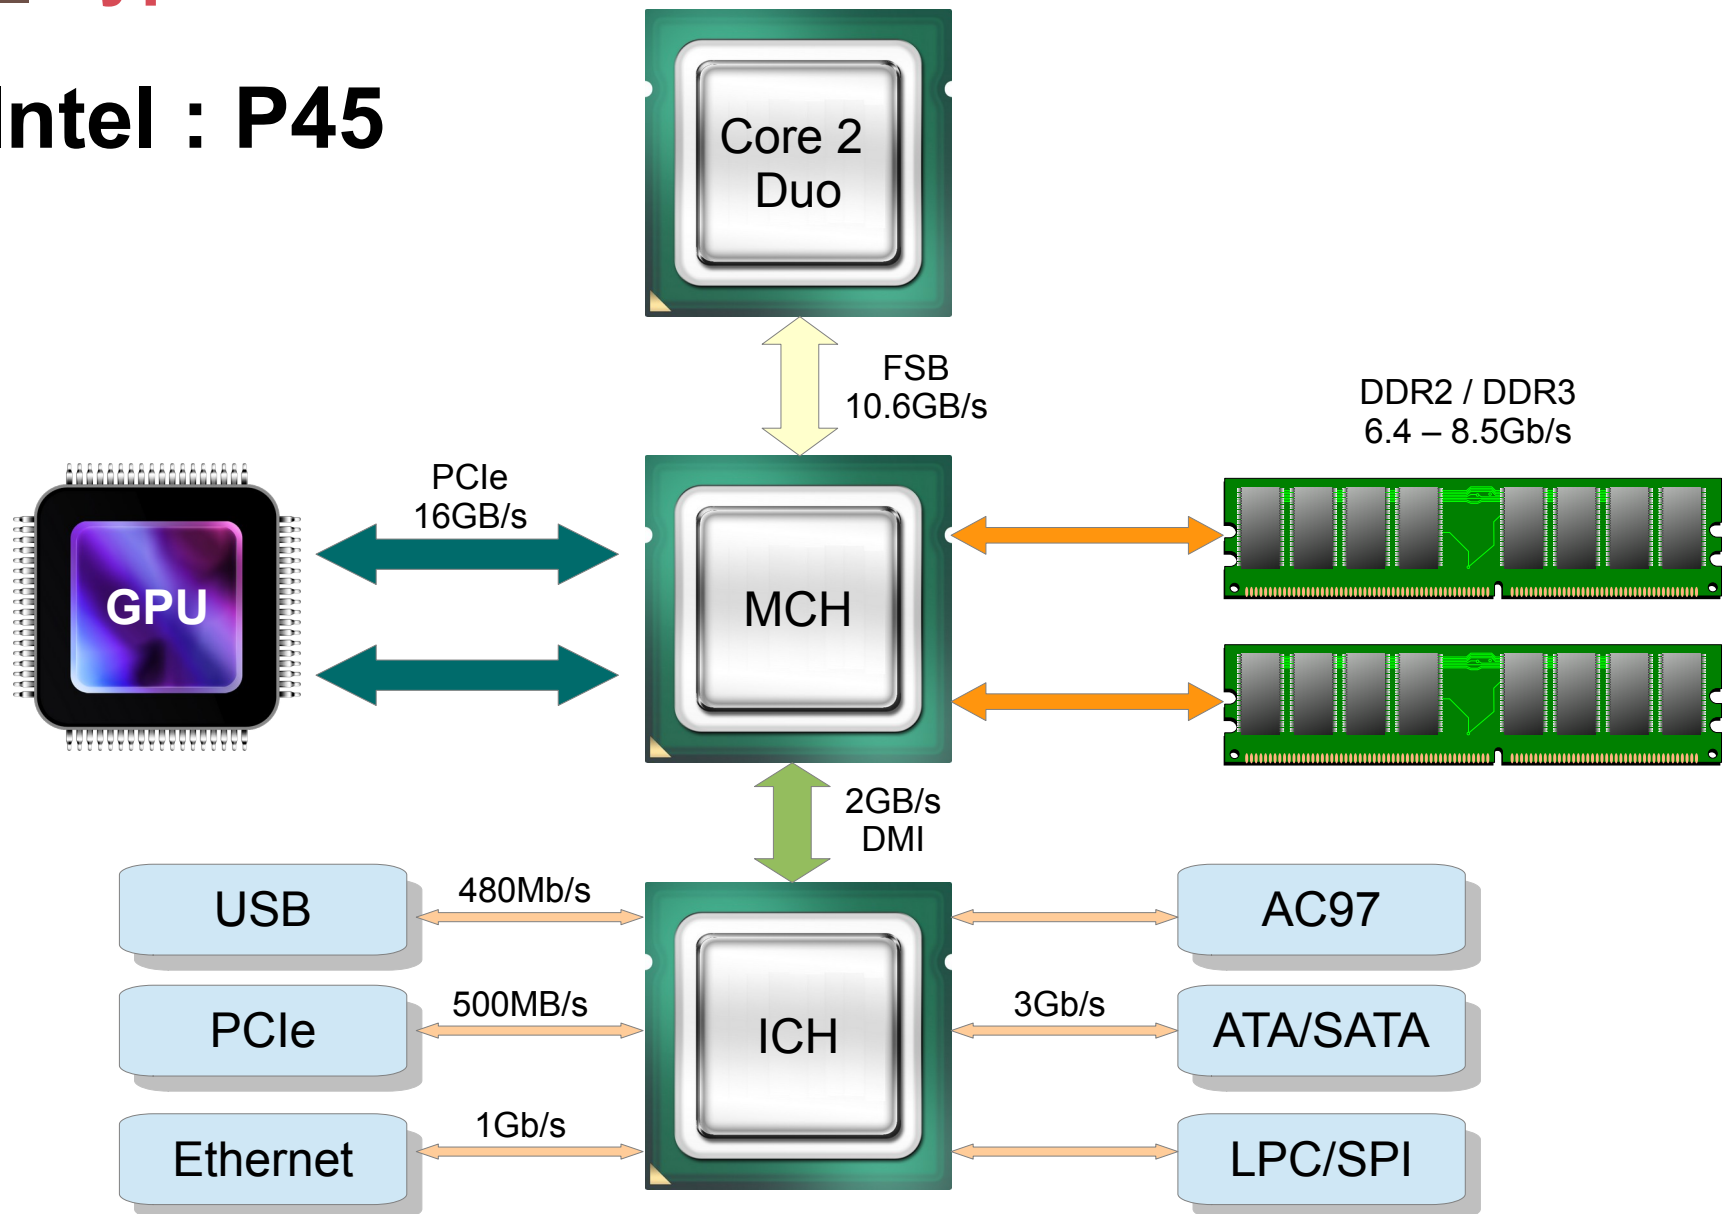 Intel : P45
Core 2
Duo
FSB
10.6GB/s
DDR2 / DDR3
6.4 – 8.5Gb/s
PCIe
16GB/s
GPU
MCH
2GB/s
DMI
USB
480Mb/s
AC97
PCIe
500MB/s
ICH
3Gb/s
ATA/SATA
Ethernet
1Gb/s
LPC/SPI